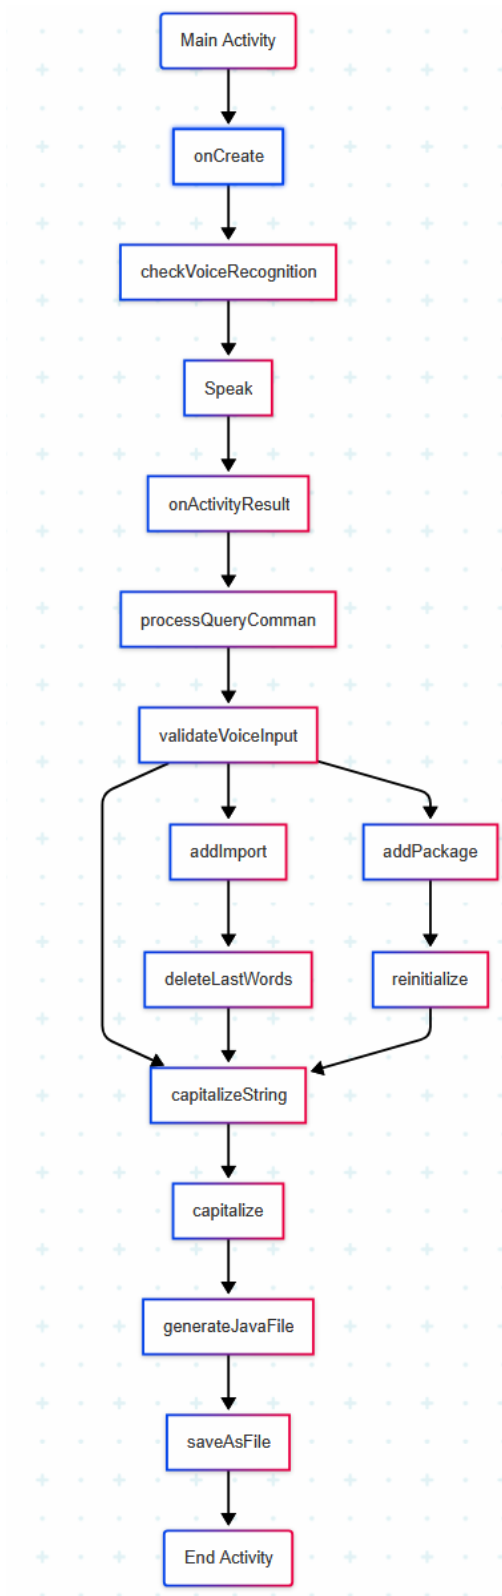 Main Activity
onCreate
checkVoiceRecognition
Speak
onActivityResult
processQueryComman
validateVoiceInput
addImport
addPackage
deleteLastWords
reinitialize
capitalizeString
capitalize
generateJavaFile
saveAsFile
End Activity